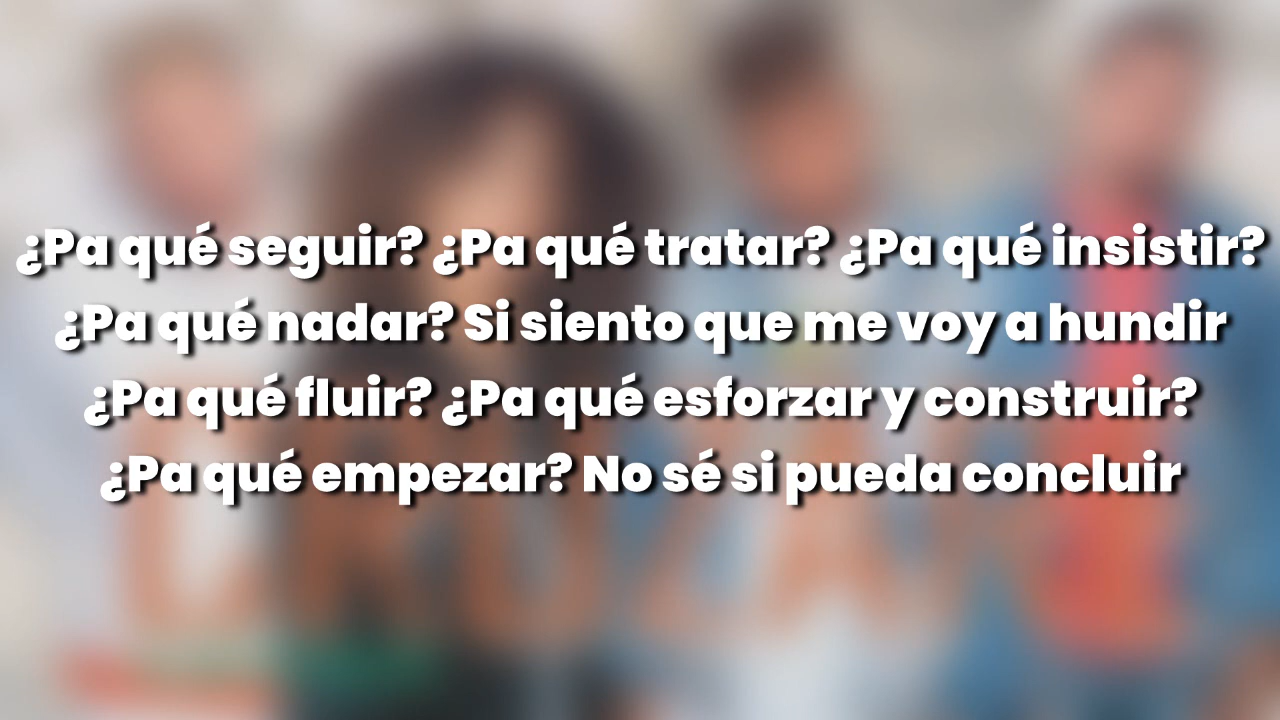 ¿Pa qué seguir? ¿Pa qué tratar? ¿Pa qué insistir?
¿Pa qué nadar? Si siento que me voy a hundir
¿Pa qué fluir? ¿Pa qué esforzar y construir?
¿Pa qué empezar? No sé si pueda concluir